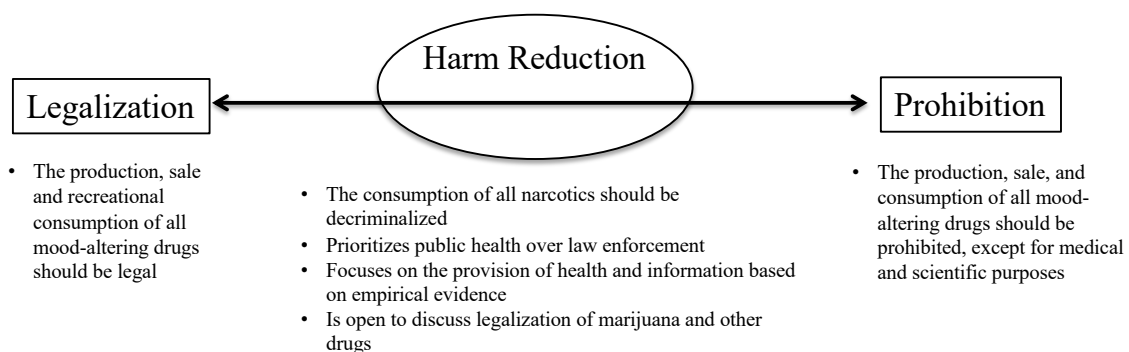 Harm Reduction
Legalization
Prohibition
• The production, sale
and recreational
consumption of all
mood-altering drugs
should be legal
• The consumption of all narcotics should be
decriminalized
• Prioritizes public health over law enforcement
• Focuses on the provision of health and information based
on empirical evidence
• Is open to discuss legalization of marijuana and other
drugs
• The production, sale, and
consumption of all mood-
altering drugs should be
prohibited, except for medical
and scientific purposes